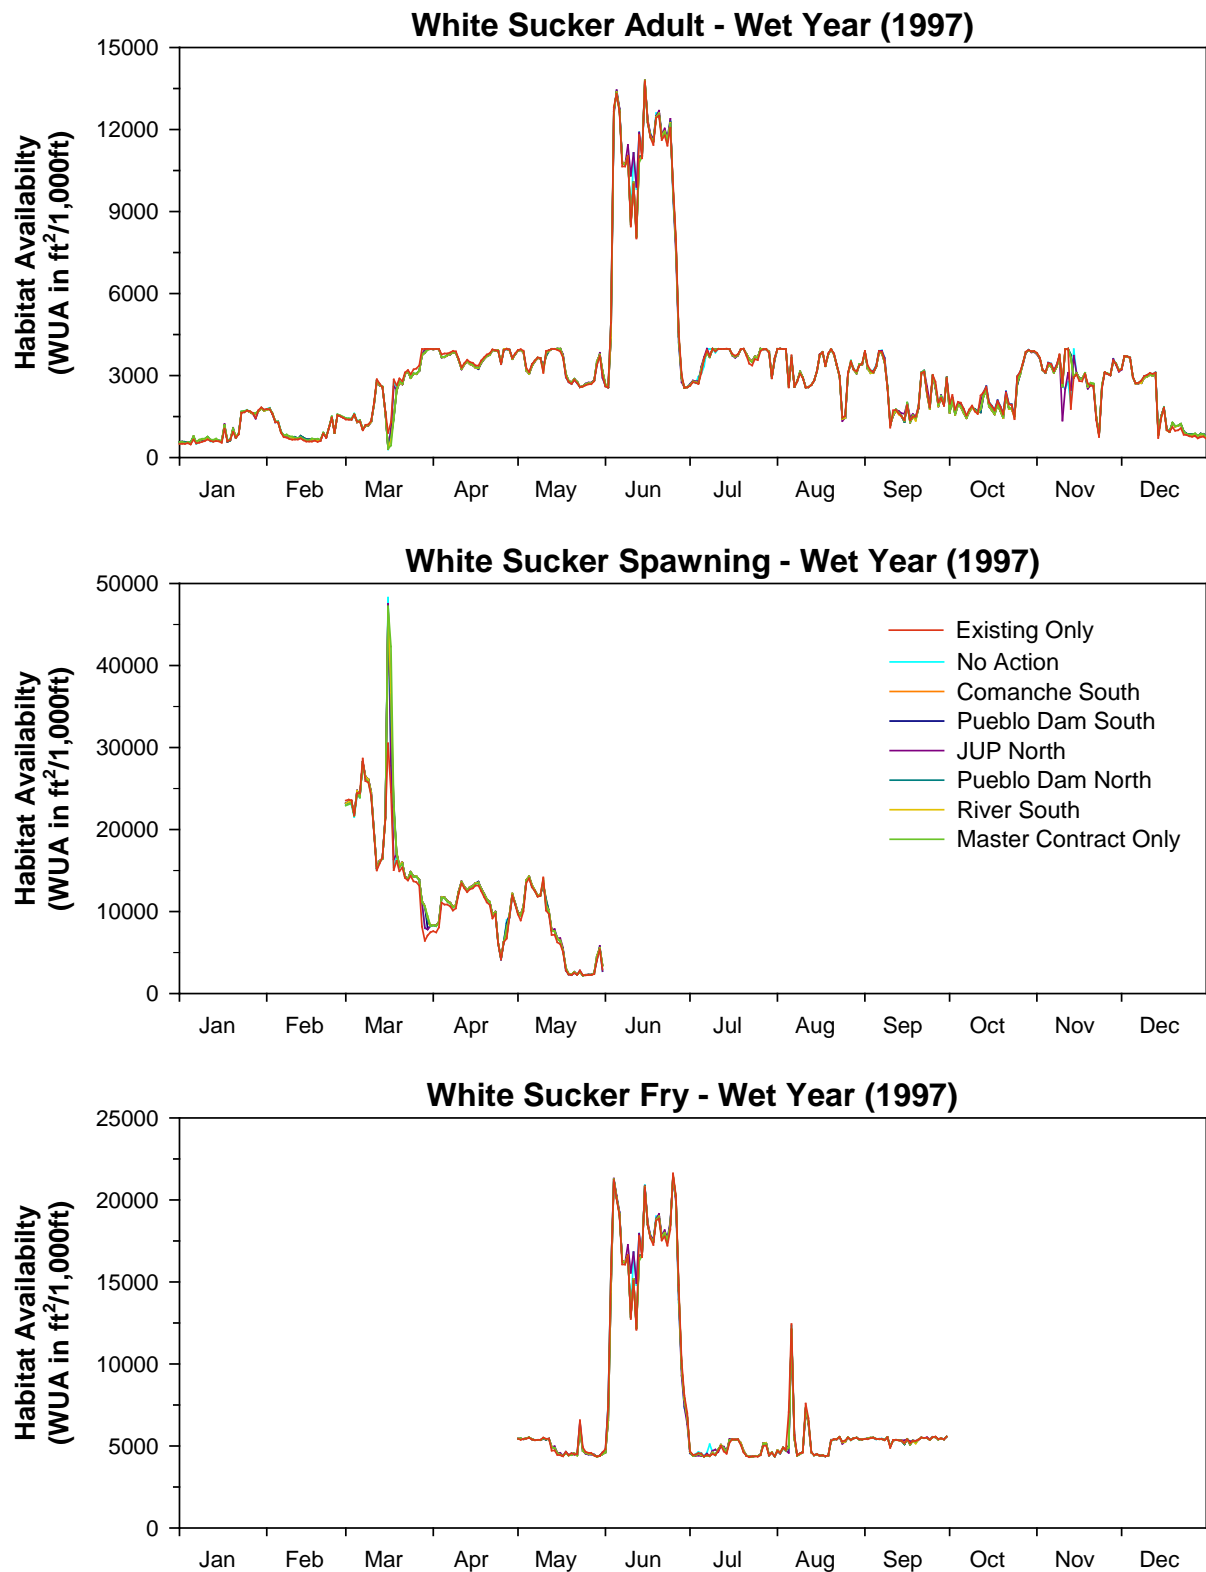 White Sucker Adult - Wet Year (1997)
Habitat Availabilty
(WUA in ft²/1,000ft)
15000
12000
9000
6000
3000
0
Jan Feb Mar Apr May Jun Jul Aug Sep Oct Nov Dec
White Sucker Spawning - Wet Year (1997)
Habitat Availabilty
(WUA in ft²/1,000ft)
50000
40000
30000
20000
10000
0
Existing Only
No Action
Comanche South
Pueblo Dam South
JUP North
Pueblo Dam North
River South
Master Contract Only
Jan Feb Mar Apr May Jun Jul Aug Sep Oct Nov Dec
White Sucker Fry - Wet Year (1997)
Habitat Availabilty
(WUA in ft²/1,000ft)
25000
20000
15000
10000
5000
0
Jan Feb Mar Apr May Jun Jul Aug Sep Oct Nov Dec